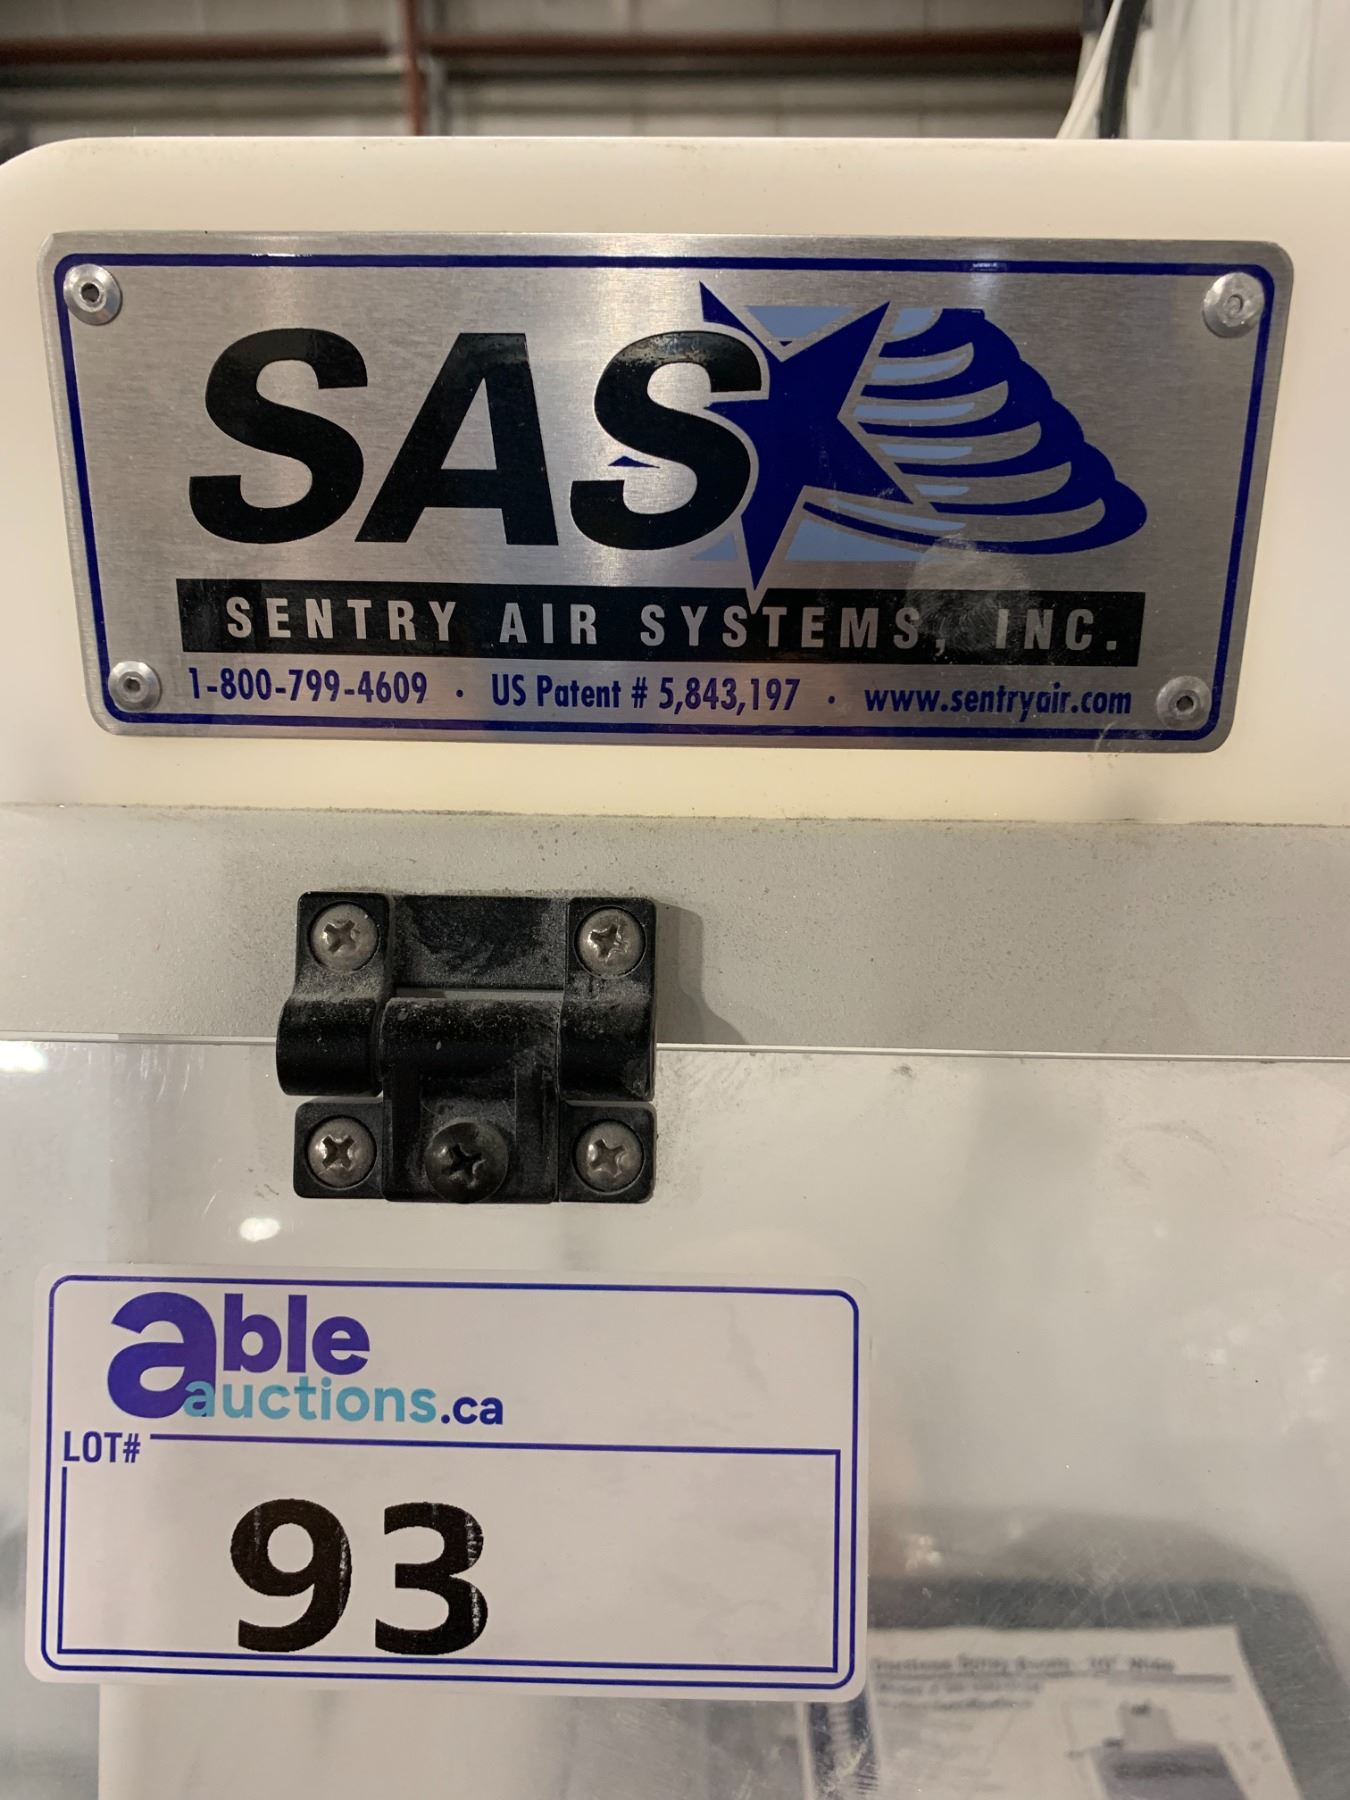 SAS
SENTRY AIR SYSTEMS, INC.
1-800-799-4609 · US Patent # 5,843,197 · www.sentryair.com
able
auctions.ca
LOT#
93